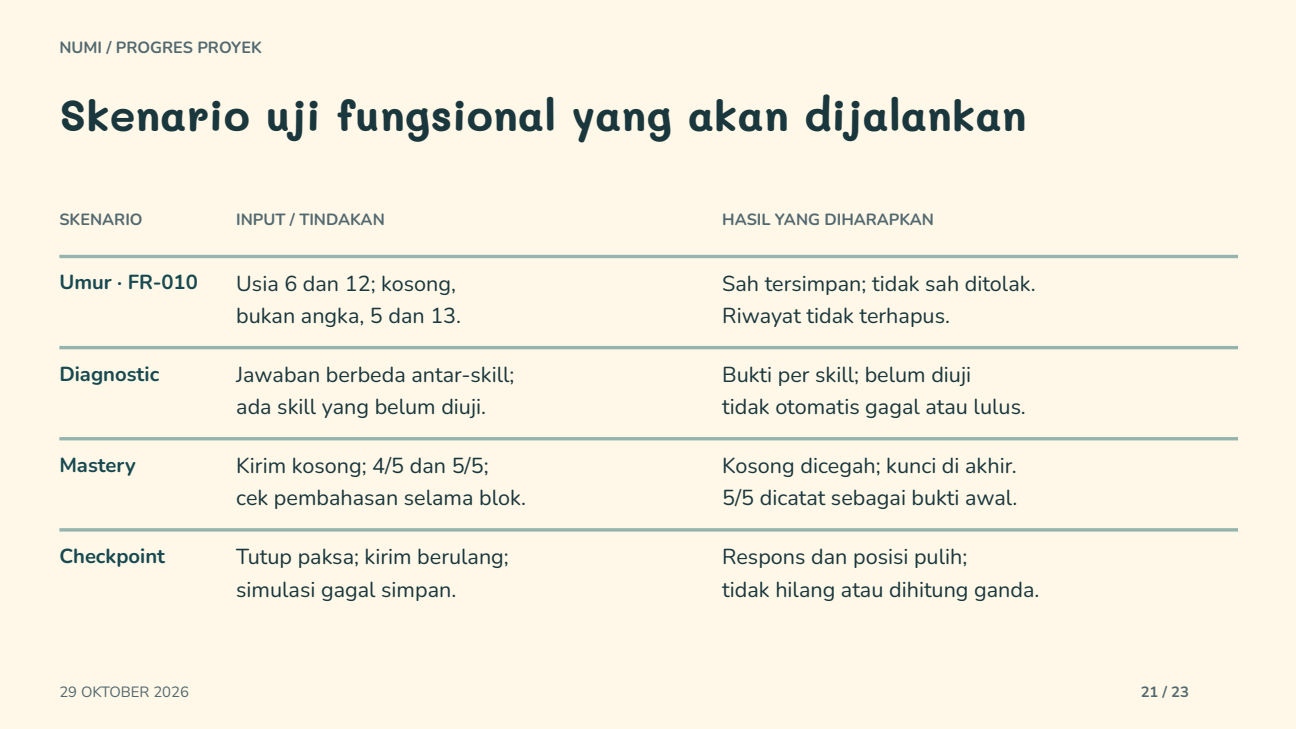 NUMI / PROGRES PROYEK
Skenario uji fungsional yang akan dijalankan
SKENARIO
INPUT / TINDAKAN
HASIL YANG DIHARAPKAN
Umur · FR-010
Usia 6 dan 12; kosong,
bukan angka, 5 dan 13.
Sah tersimpan; tidak sah ditolak.
Riwayat tidak terhapus.
Diagnostic
Jawaban berbeda antar-skill;
ada skill yang belum diuji.
Bukti per skill; belum diuji
tidak otomatis gagal atau lulus.
Mastery
Kirim kosong; 4/5 dan 5/5;
cek pembahasan selama blok.
Kosong dicegah; kunci di akhir.
5/5 dicatat sebagai bukti awal.
Checkpoint
Tutup paksa; kirim berulang;
simulasi gagal simpan.
Respons dan posisi pulih;
tidak hilang atau dihitung ganda.
29 OKTOBER 2026
21 / 23